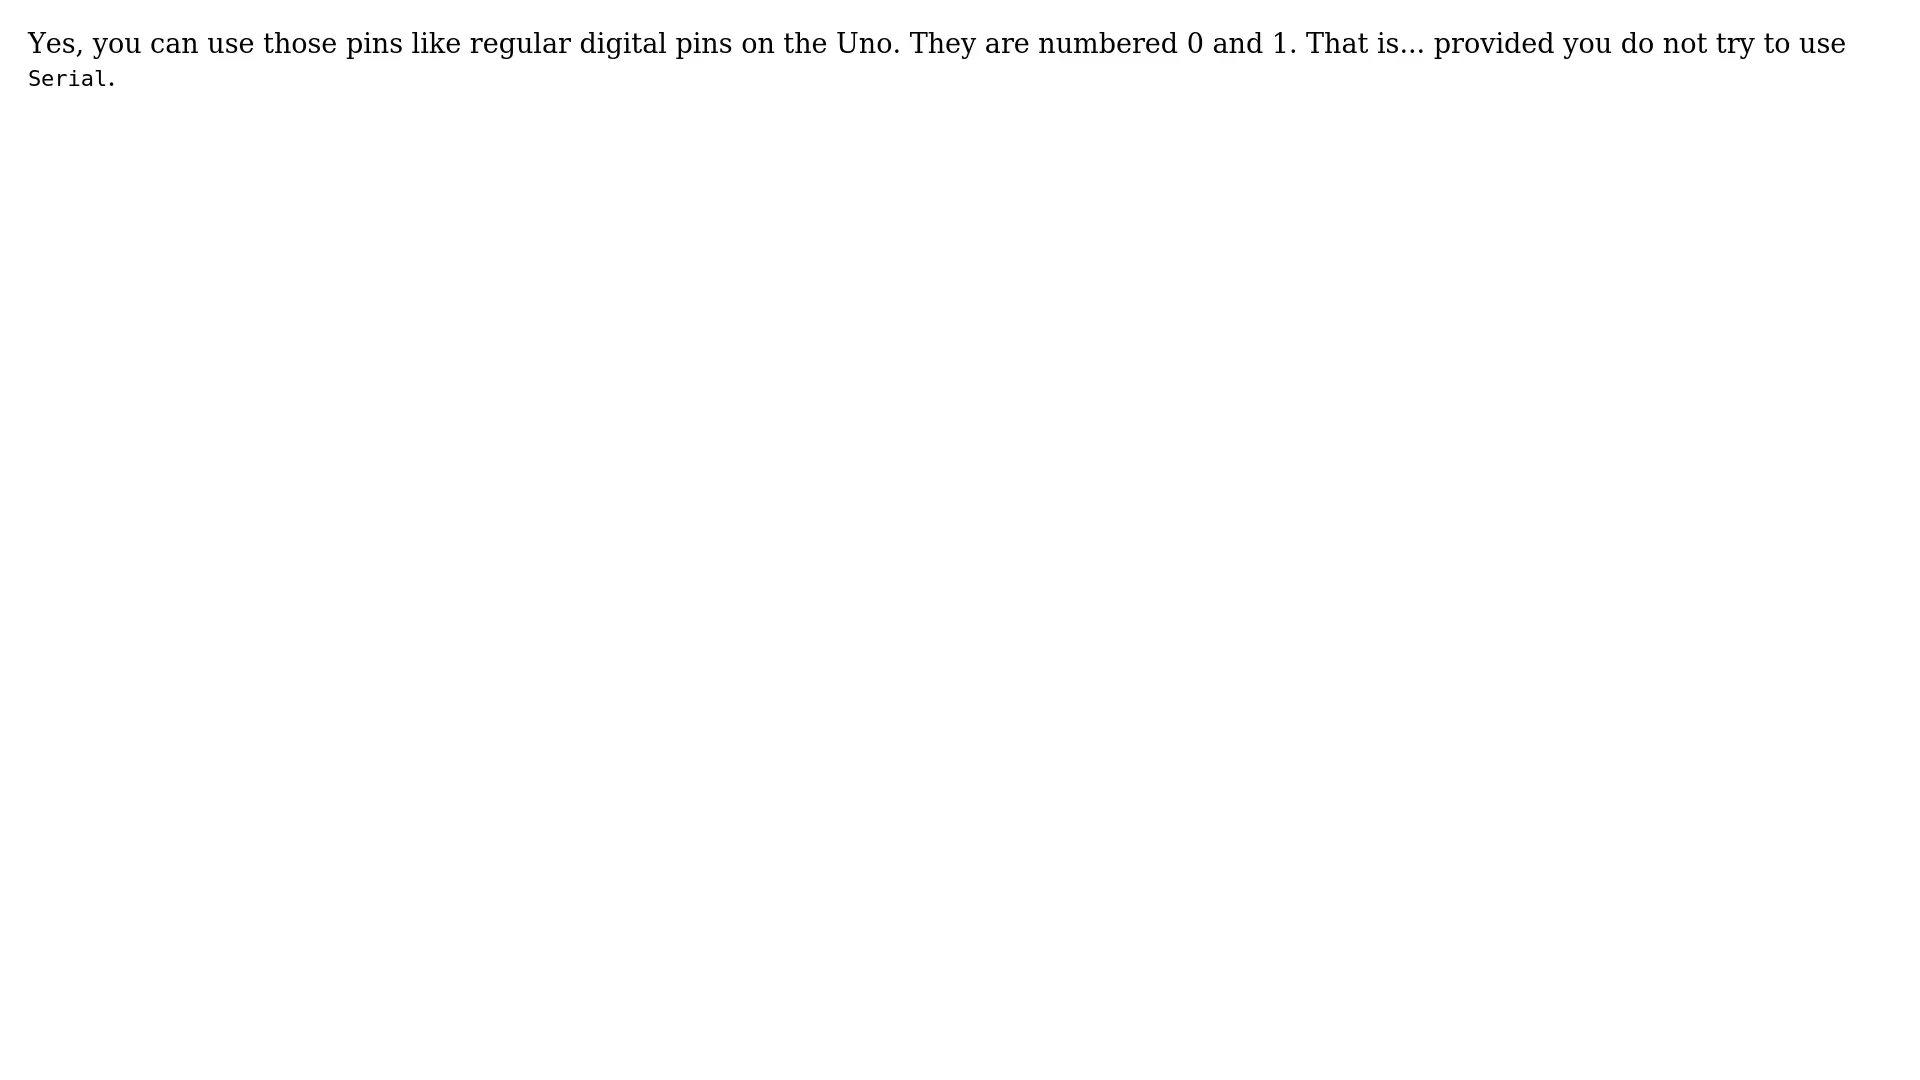 Yes, you can use those pins like regular digital pins on the Uno. They are numbered 0 and 1. That is... provided you do not try to use
Serial.